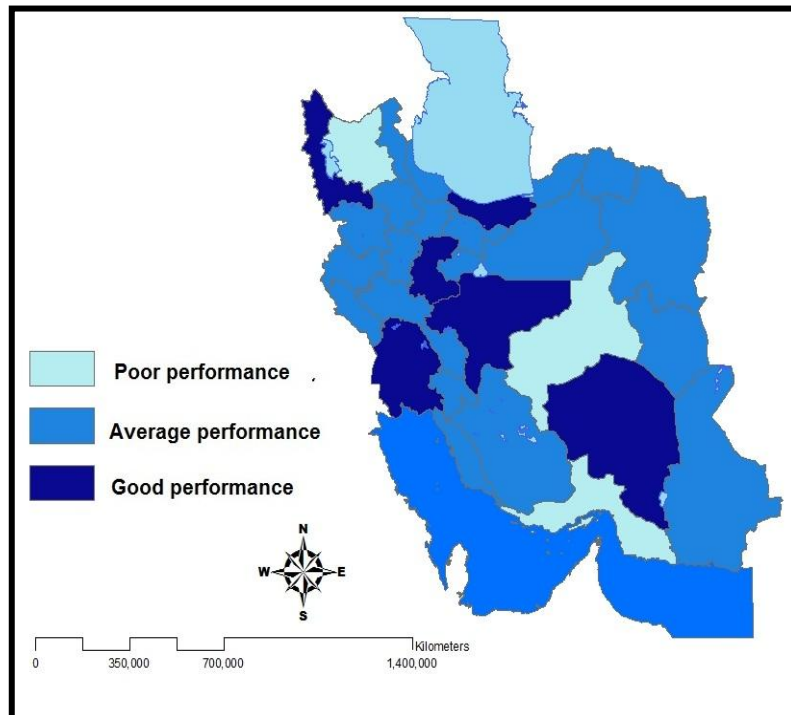 Poor performance
Average performance
Good performance
N
W E
S
Kilometers
0 350,000 700,000 1,400,000